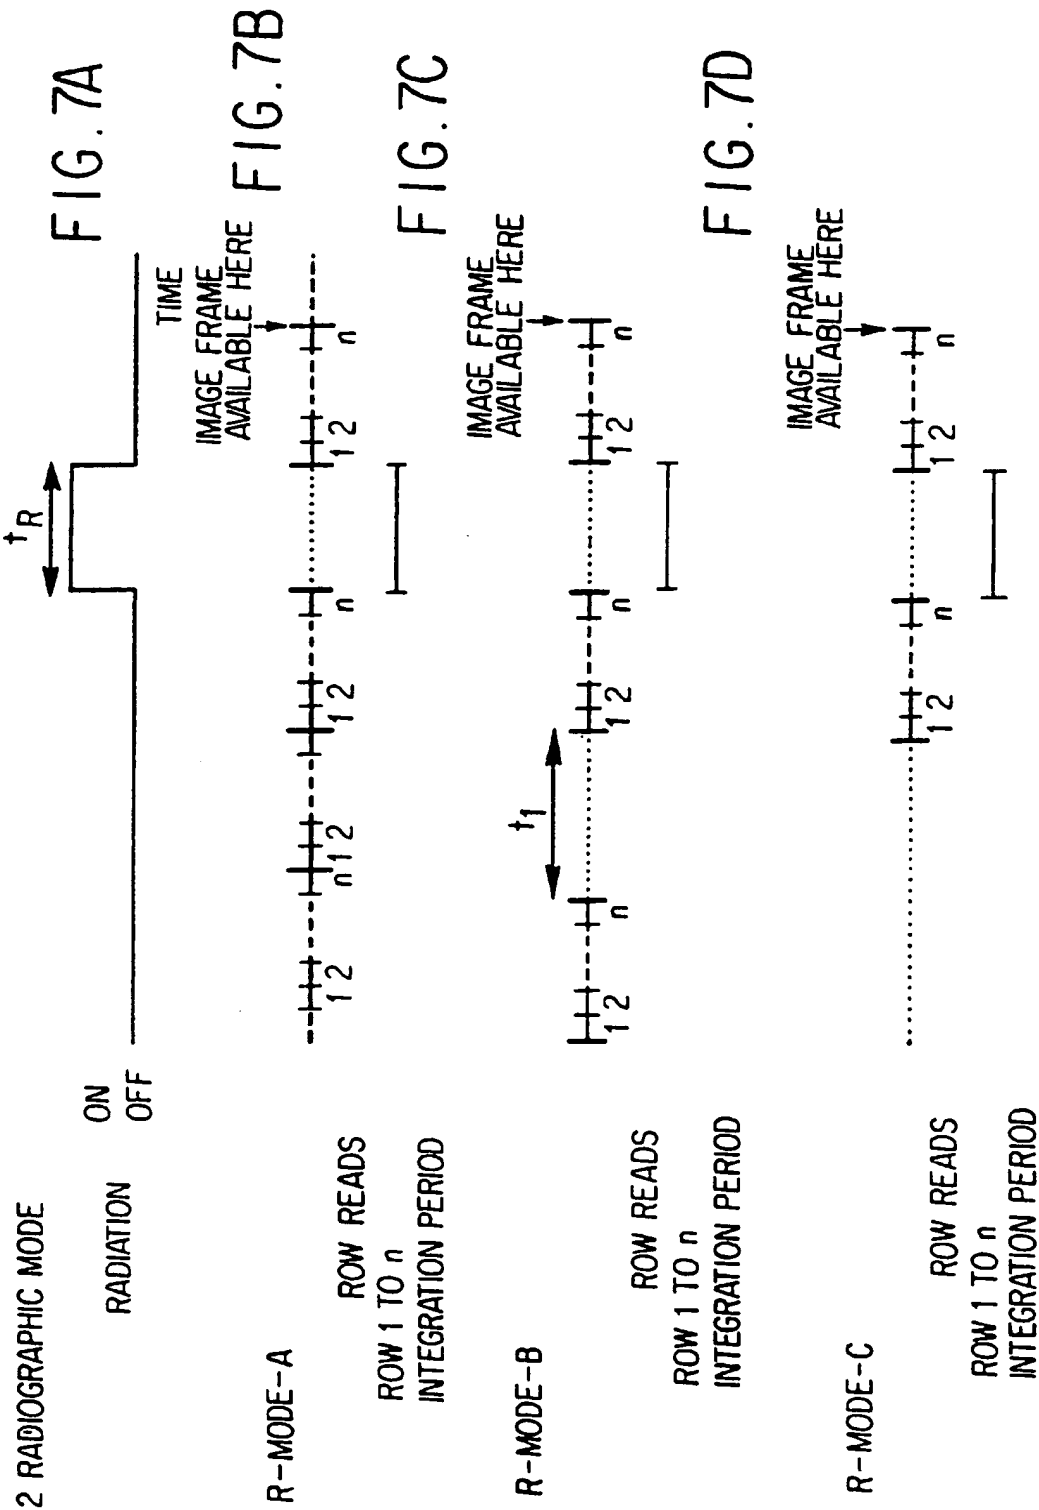 2 RADIOGRAPHIC MODE
FIG. 7A
RADIATION
ON
OFF
tR
TIME
FIG. 7B
R-MODE-A
IMAGE FRAME
AVAILABLE HERE
ROW READS
1 2 n 1 2 1 2 n 1 2 n
ROW 1 TO n
INTEGRATION PERIOD
FIG. 7C
R-MODE-B
t1
IMAGE FRAME
AVAILABLE HERE
ROW READS
1 2 n 1 2 n 1 2 n
ROW 1 TO n
INTEGRATION PERIOD
FIG. 7D
R-MODE-C
IMAGE FRAME
AVAILABLE HERE
ROW READS
1 2 n 1 2 n
ROW 1 TO n
INTEGRATION PERIOD